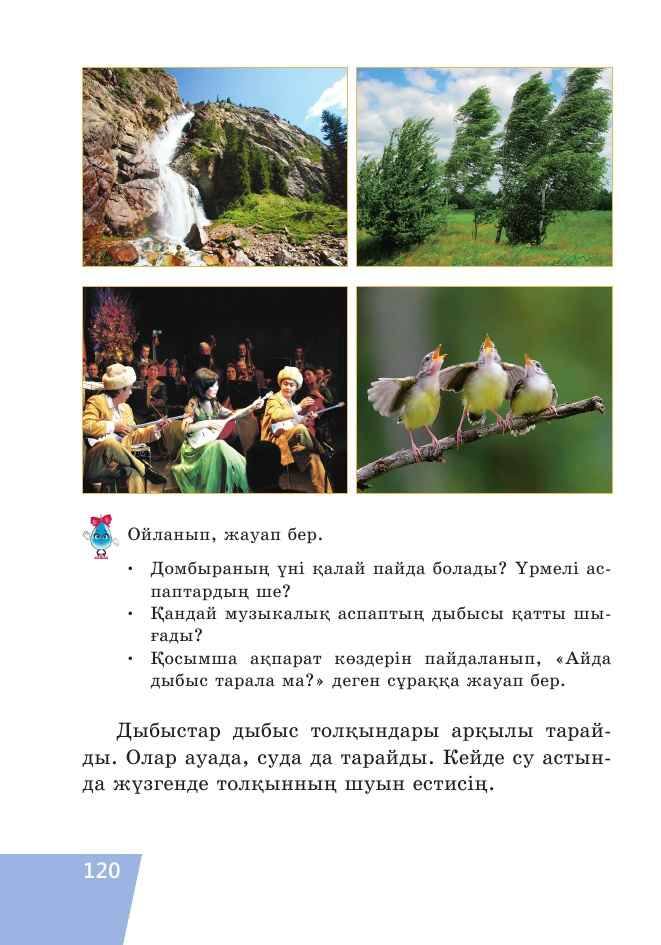 Ойланып, жауап бер.
• Домбыраның үні қалай пайда болады? Үрмелі ас-
паптардың ше?
• Қандай музыкалық аспаптың дыбысы қатты шы-
ғады?
• Қосымша ақпарат көздерін пайдаланып, «Айда
дыбыс тарала ма?» деген сұраққа жауап бер.
Дыбыстар дыбыс толқындары арқылы тарай-
ды. Олар ауада, суда да тарайды. Кейде су астын-
да жүзгенде толқынның шуын естисің.
120